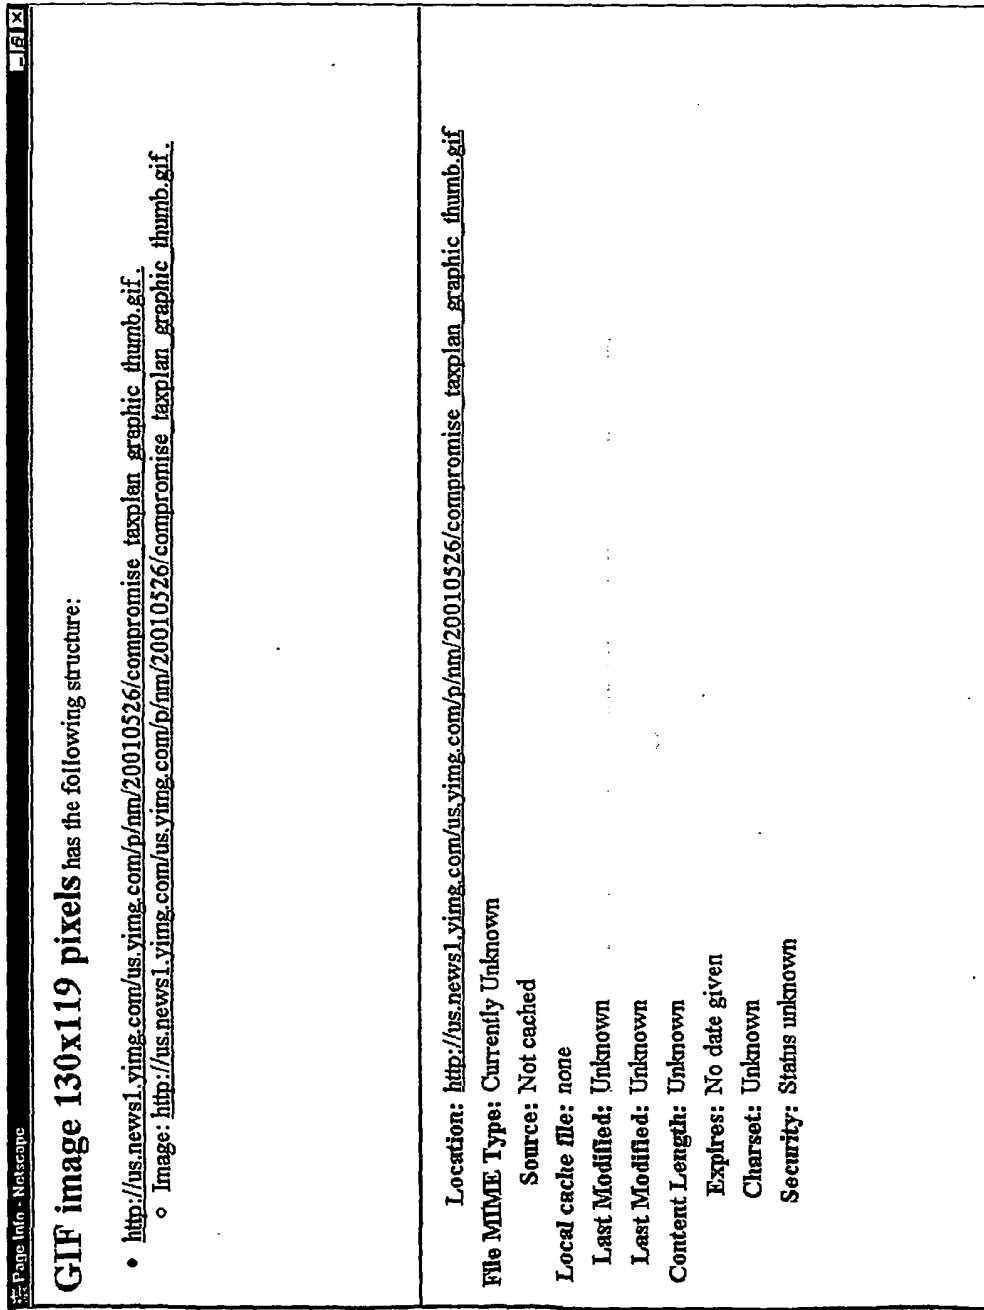 Page Info - Netscape
GIF image 130x119 pixels has the following structure:
• http://us.news1.yimg.com/us.yimg.com/p/nm/20010526/compromise_taxplan_graphic_thumb.gif.
○ Image: http://us.news1.yimg.com/us.yimg.com/p/nm/20010526/compromise_taxplan_graphic_thumb.gif.
Location: http://us.news1.yimg.com/us.yimg.com/p/nm/20010526/compromise_taxplan_graphic_thumb.gif
File MIME Type: Currently Unknown
Source: Not cached
Local cache file: none
Last Modified: Unknown
Last Modified: Unknown
Content Length: Unknown
Expires: No date given
Charset: Unknown
Security: Status unknown